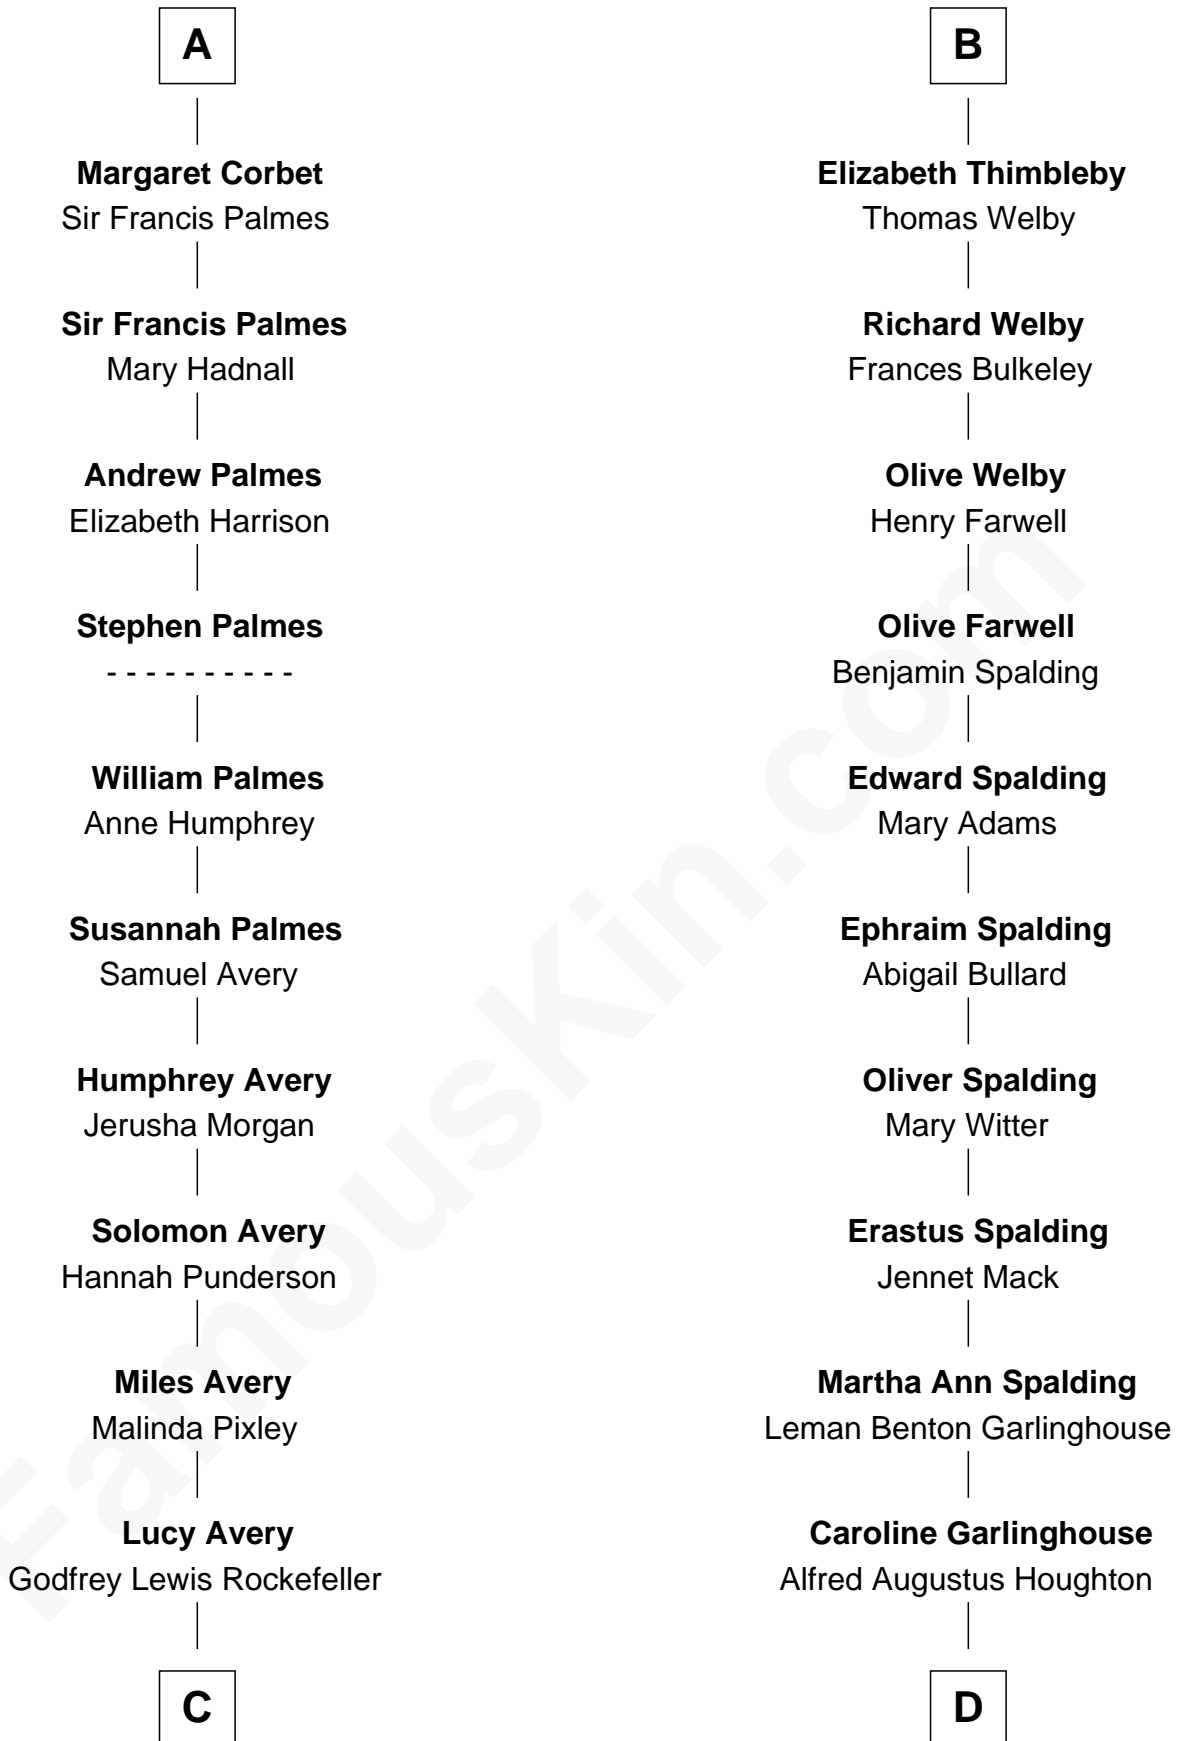 A
Margaret Corbet
Sir Francis Palmes
Sir Francis Palmes
Mary Hadnall
Andrew Palmes
Elizabeth Harrison
Stephen Palmes
- - - - - - - - - -
William Palmes
Anne Humphrey
Susannah Palmes
Samuel Avery
Humphrey Avery
Jerusha Morgan
Solomon Avery
Hannah Punderson
Miles Avery
Malinda Pixley
Lucy Avery
Godfrey Lewis Rockefeller
C
B
Elizabeth Thimbleby
Thomas Welby
Richard Welby
Frances Bulkeley
Olive Welby
Henry Farwell
Olive Farwell
Benjamin Spalding
Edward Spalding
Mary Adams
Ephraim Spalding
Abigail Bullard
Oliver Spalding
Mary Witter
Erastus Spalding
Jennet Mack
Martha Ann Spalding
Leman Benton Garlinghouse
Caroline Garlinghouse
Alfred Augustus Houghton
D
FamousKin.com